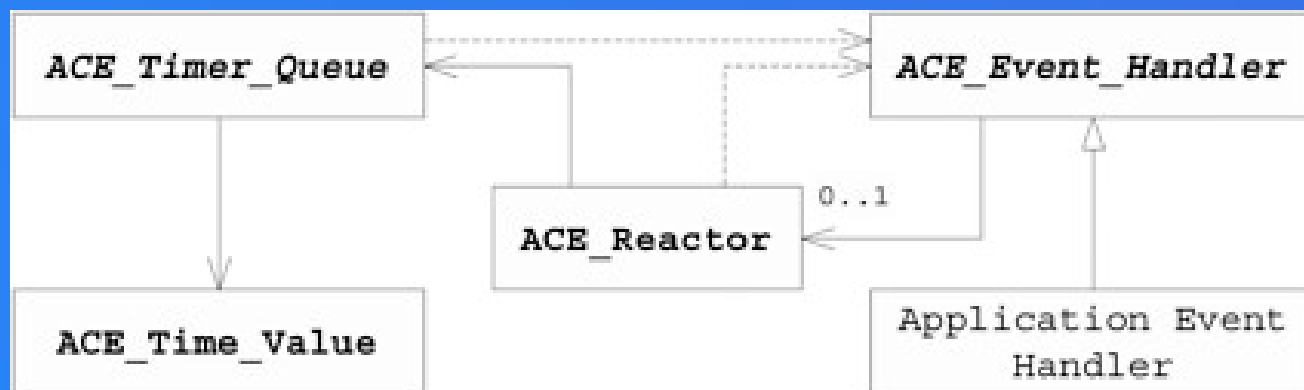 ACE_Timer_Queue
ACE_Event_Handler
0..1
ACE_Reactor
ACE_Time_Value
Application Event
Handler